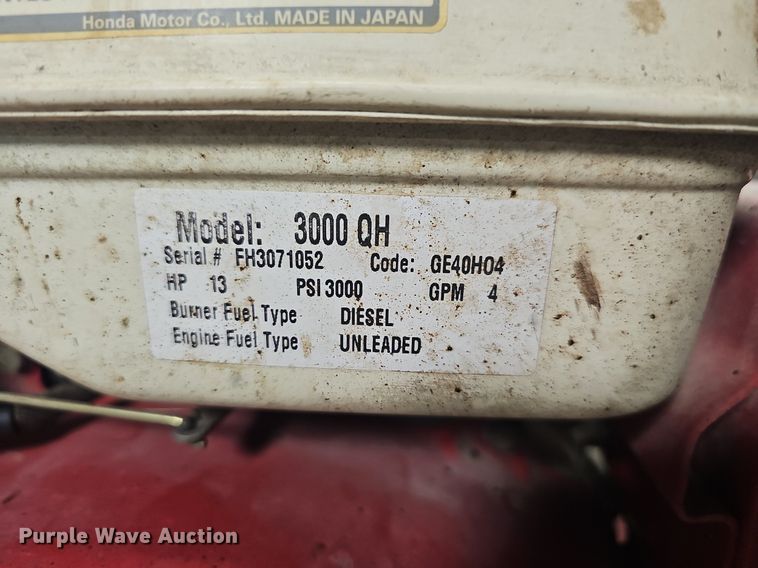 Honda Motor Co., Ltd. MADE IN JAPAN
Model: 3000 QH
Serial # FH3071052 Code: GE40HO4
HP 13 PSI 3000 GPM 4
Burner Fuel Type DIESEL
Engine Fuel Type UNLEADED
Purple Wave Auction